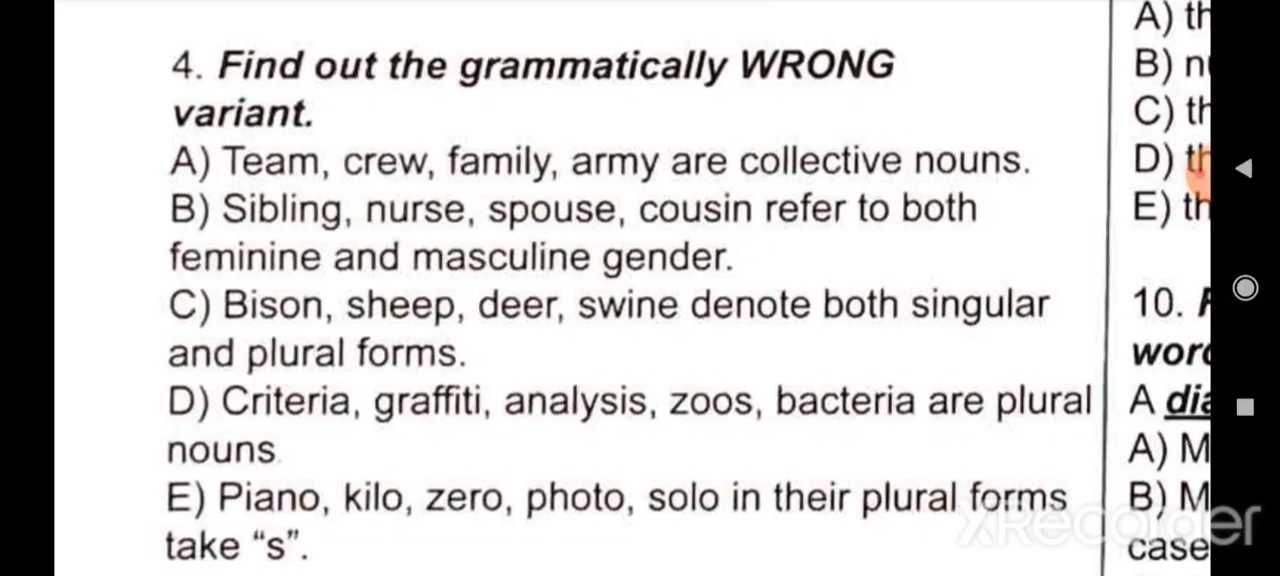 4. Find out the grammatically WRONG
variant.
A) Team, crew, family, army are collective nouns.
B) Sibling, nurse, spouse, cousin refer to both
feminine and masculine gender.
C) Bison, sheep, deer, swine denote both singular
and plural forms.
D) Criteria, graffiti, analysis, zoos, bacteria are plural
nouns
E) Piano, kilo, zero, photo, solo in their plural forms
take “s”.
A)
B)
C)
D)
E)
10.
A
A)
B)
case
XRecorder